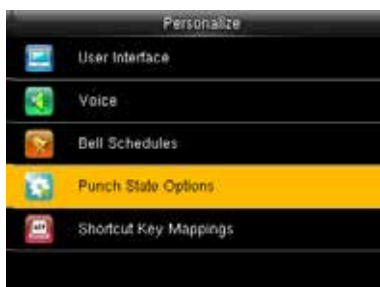 Personalize
User Interface
Voice
Bell Schedules
Punch State Options
Shortcut Key Mappings